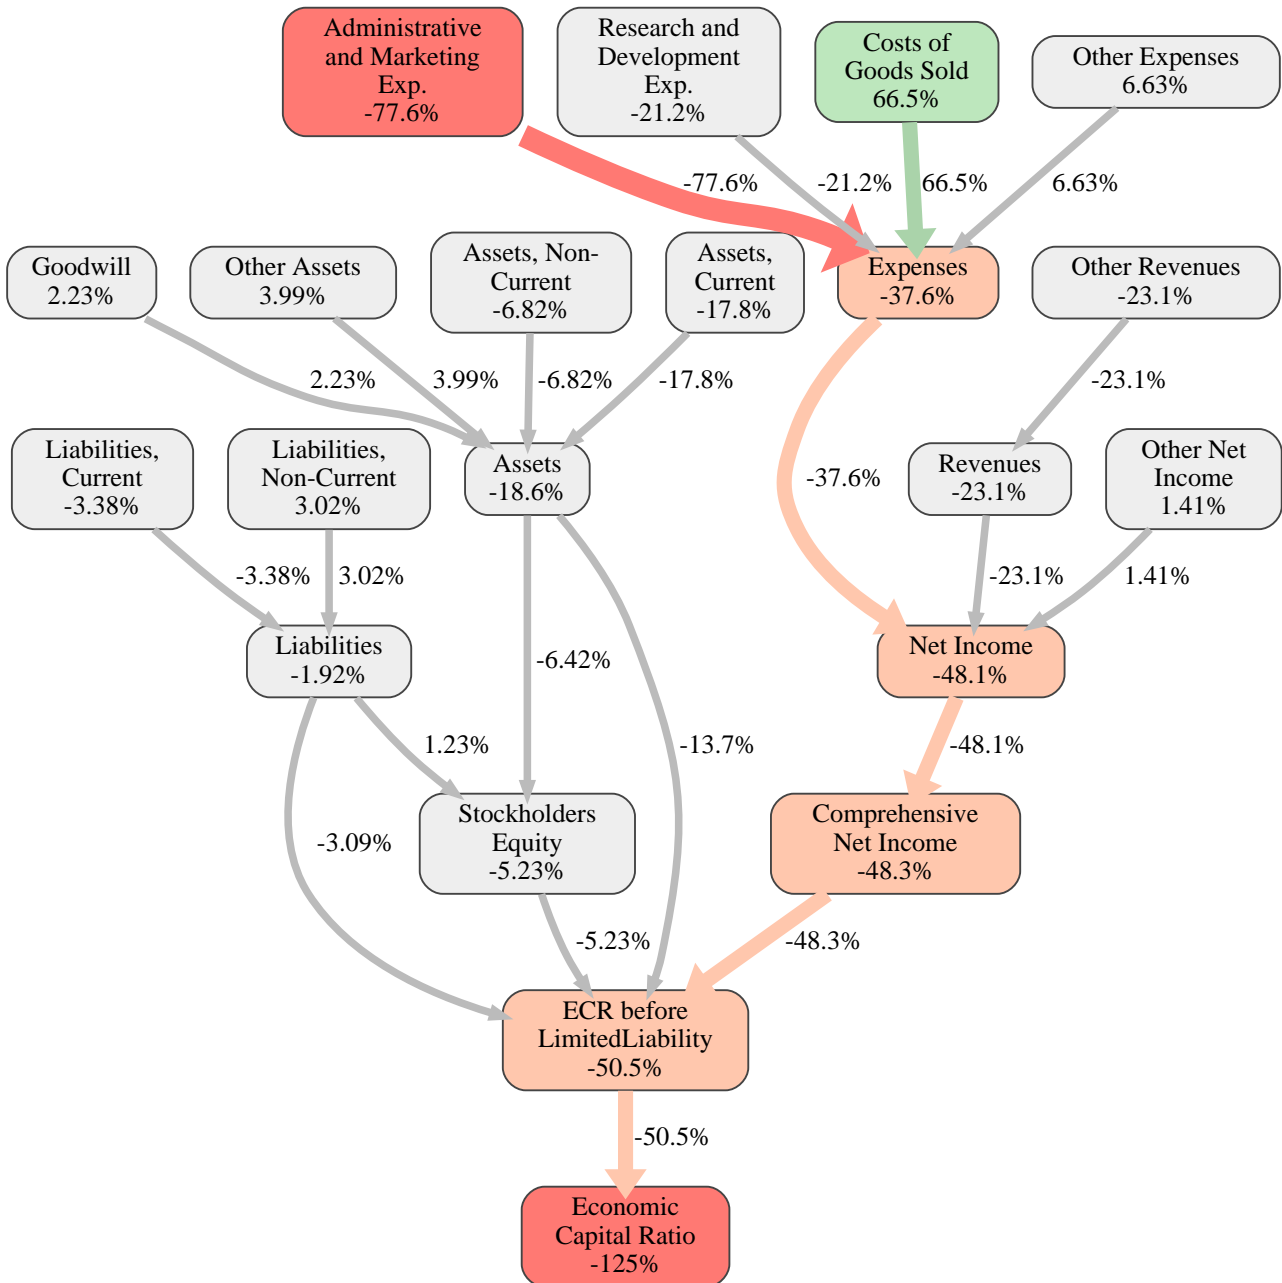 Administrative
and Marketing
Exp.
-77.6%
Research and
Development
Exp.
-21.2%
Costs of
Goods Sold
66.5%
Other Expenses
6.63%
-77.6%
-21.2%
66.5%
6.63%
Goodwill
2.23%
Other Assets
3.99%
Assets, Non-
Current
-6.82%
Assets,
Current
-17.8%
Expenses
-37.6%
Other Revenues
-23.1%
2.23%
3.99%
-6.82%
-17.8%
-23.1%
Liabilities,
Current
-3.38%
Liabilities,
Non-Current
3.02%
Assets
-18.6%
-37.6%
Revenues
-23.1%
Other Net
Income
1.41%
-3.38%
3.02%
-23.1%
1.41%
Liabilities
-1.92%
-6.42%
Net Income
-48.1%
1.23%
-13.7%
-48.1%
-3.09%
Stockholders
Equity
-5.23%
Comprehensive
Net Income
-48.3%
-5.23%
-48.3%
ECR before
LimitedLiability
-50.5%
-50.5%
Economic
Capital Ratio
-125%